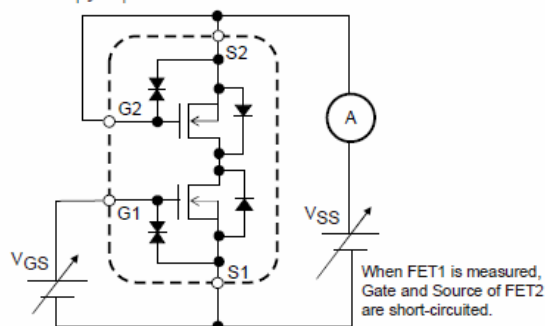 S2
G2
A
G1
VGS
VSS
S1
When FET1 is measured,
Gate and Source of FET2
are short-circuited.